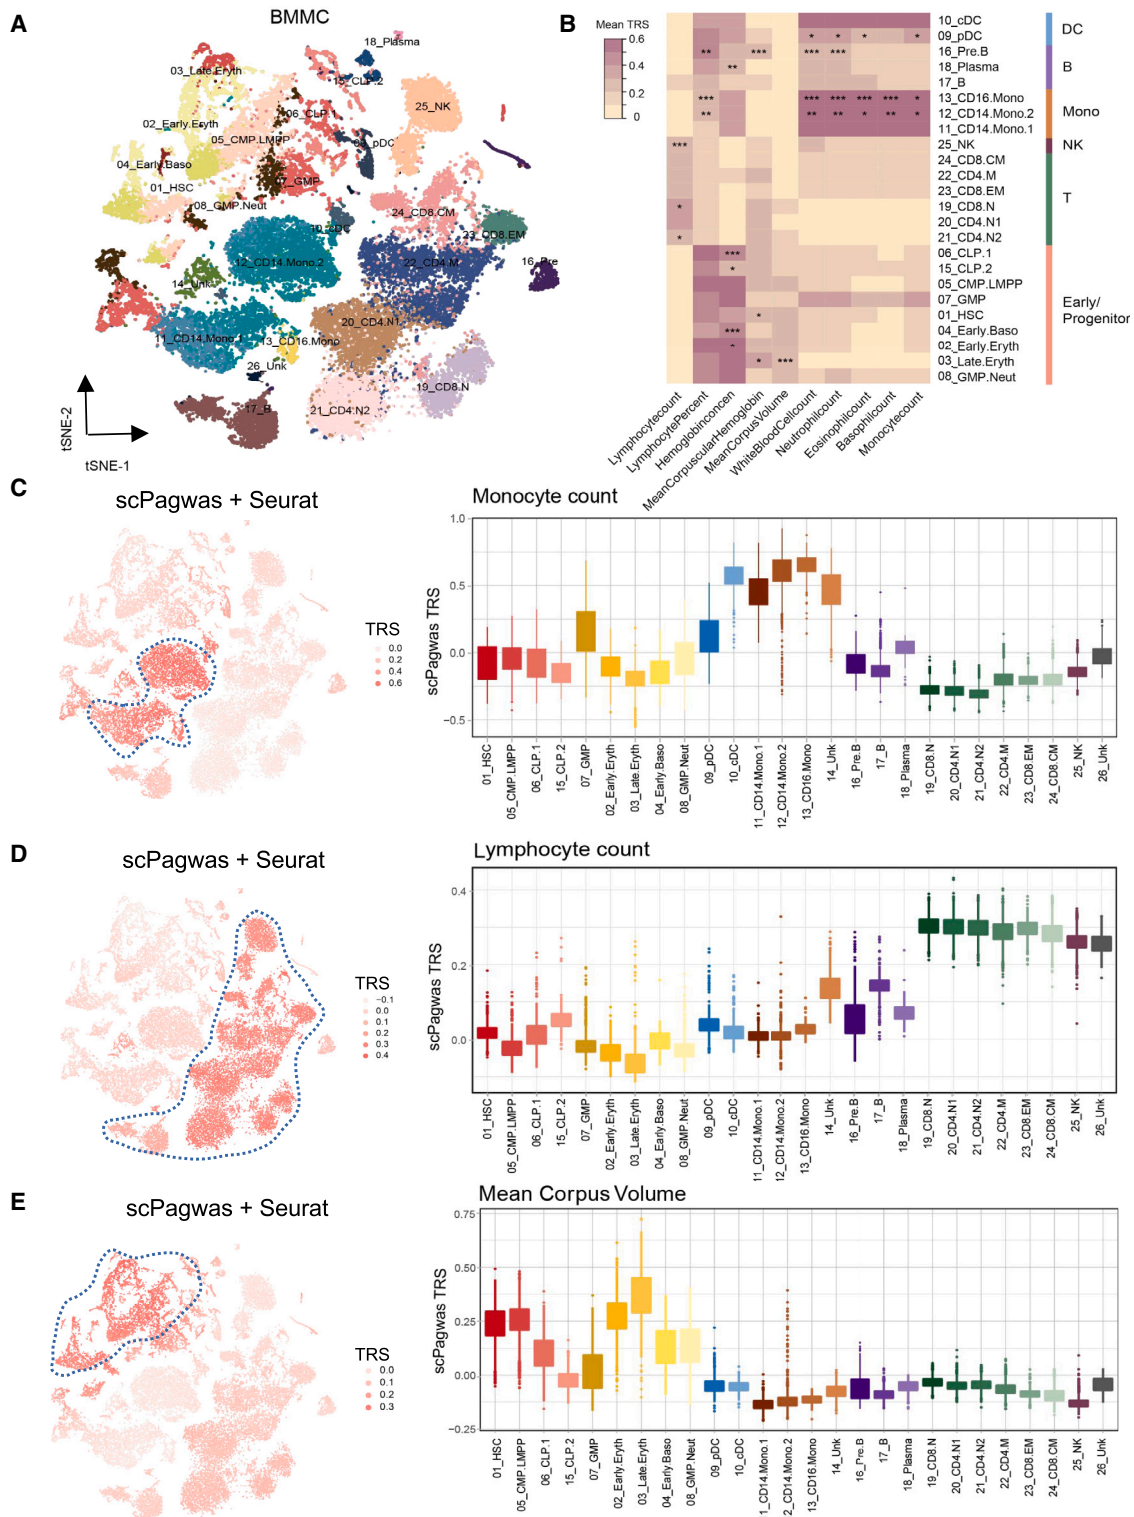 A
BMMC
18_Plasma
03_Late.Eryth
15_CLP.2
25_NK
06_CLP.1
02_Early.Eryth
05_CMP.LMPP
09_pDC
04_Early.Baso
07_GMP
01_HSC
08_GMP.Neut
24_CD8.CM
10_cDC
23_CD8.EM
12_CD14.Mono.2
22_CD4.M
16_Pre
14_Unk
20_CD4.N1
11_CD14.Mono.1
13_CD16.Mono
26_Unk
19_CD8.N
17_B
21_CD4.N2
tSNE-2
tSNE-1
B
Mean TRS
0.6
0.4
0.2
0
10_cDC
09_pDC * * * *
16_Pre.B ** *** *** ***
18_Plasma **
17_B
13_CD16.Mono *** *** *** *** *** *
12_CD14.Mono.2 ** ** ** * ** *
11_CD14.Mono.1
25_NK ***
24_CD8.CM
22_CD4.M
23_CD8.EM
19_CD8.N *
20_CD4.N1
21_CD4.N2 *
06_CLP.1 ***
15_CLP.2 *
05_CMP.LMPP
07_GMP
01_HSC *
04_Early.Baso ***
02_Early.Eryth
03_Late.Eryth * ***
08_GMP.Neut
DC
B
Mono
NK
T
Early/
Progenitor
Lymphocytecount
LymphocytePercent
Hemoglobinconcen
MeanCorpuscularHemoglobin
MeanCorpusVolume
WhiteBloodCellcount
Neutrophilcount
Eosinophilcount
Basophilcount
Monocytecount
C
scPagwas + Seurat
TRS
0.0
0.2
0.4
0.6
Monocyte count
scPagwas TRS
1.0
0.5
0.0
−0.5
01_HSC
05_CMP.LMPP
06_CLP.1
15_CLP.2
07_GMP
02_Early.Eryth
03_Late.Eryth
04_Early.Baso
08_GMP.Neut
09_pDC
10_cDC
11_CD14.Mono.1
12_CD14.Mono.2
13_CD16.Mono
14_Unk
16_Pre.B
17_B
18_Plasma
19_CD8.N
20_CD4.N1
21_CD4.N2
22_CD4.M
23_CD8.EM
24_CD8.CM
25_NK
26_Unk
D
scPagwas + Seurat
TRS
−0.1
0.0
0.1
0.2
0.3
0.4
Lymphocyte count
scPagwas TRS
0.4
0.2
0.0
01_HSC
05_CMP.LMPP
06_CLP.1
15_CLP.2
07_GMP
02_Early.Eryth
03_Late.Eryth
04_Early.Baso
08_GMP.Neut
09_pDC
10_cDC
11_CD14.Mono.1
12_CD14.Mono.2
13_CD16.Mono
14_Unk
16_Pre.B
17_B
18_Plasma
19_CD8.N
20_CD4.N1
21_CD4.N2
22_CD4.M
23_CD8.EM
24_CD8.CM
25_NK
26_Unk
E
scPagwas + Seurat
TRS
0.0
0.1
0.2
0.3
Mean Corpus Volume
scPagwas TRS
0.75
0.50
0.25
0.00
−0.25
01_HSC
05_CMP.LMPP
06_CLP.1
15_CLP.2
07_GMP
02_Early.Eryth
03_Late.Eryth
04_Early.Baso
08_GMP.Neut
09_pDC
10_cDC
1_CD14.Mono.1
2_CD14.Mono.2
13_CD16.Mono
14_Unk
16_Pre.B
17_B
18_Plasma
19_CD8.N
20_CD4.N1
21_CD4.N2
22_CD4.M
23_CD8.EM
24_CD8.CM
25_NK
26_Unk